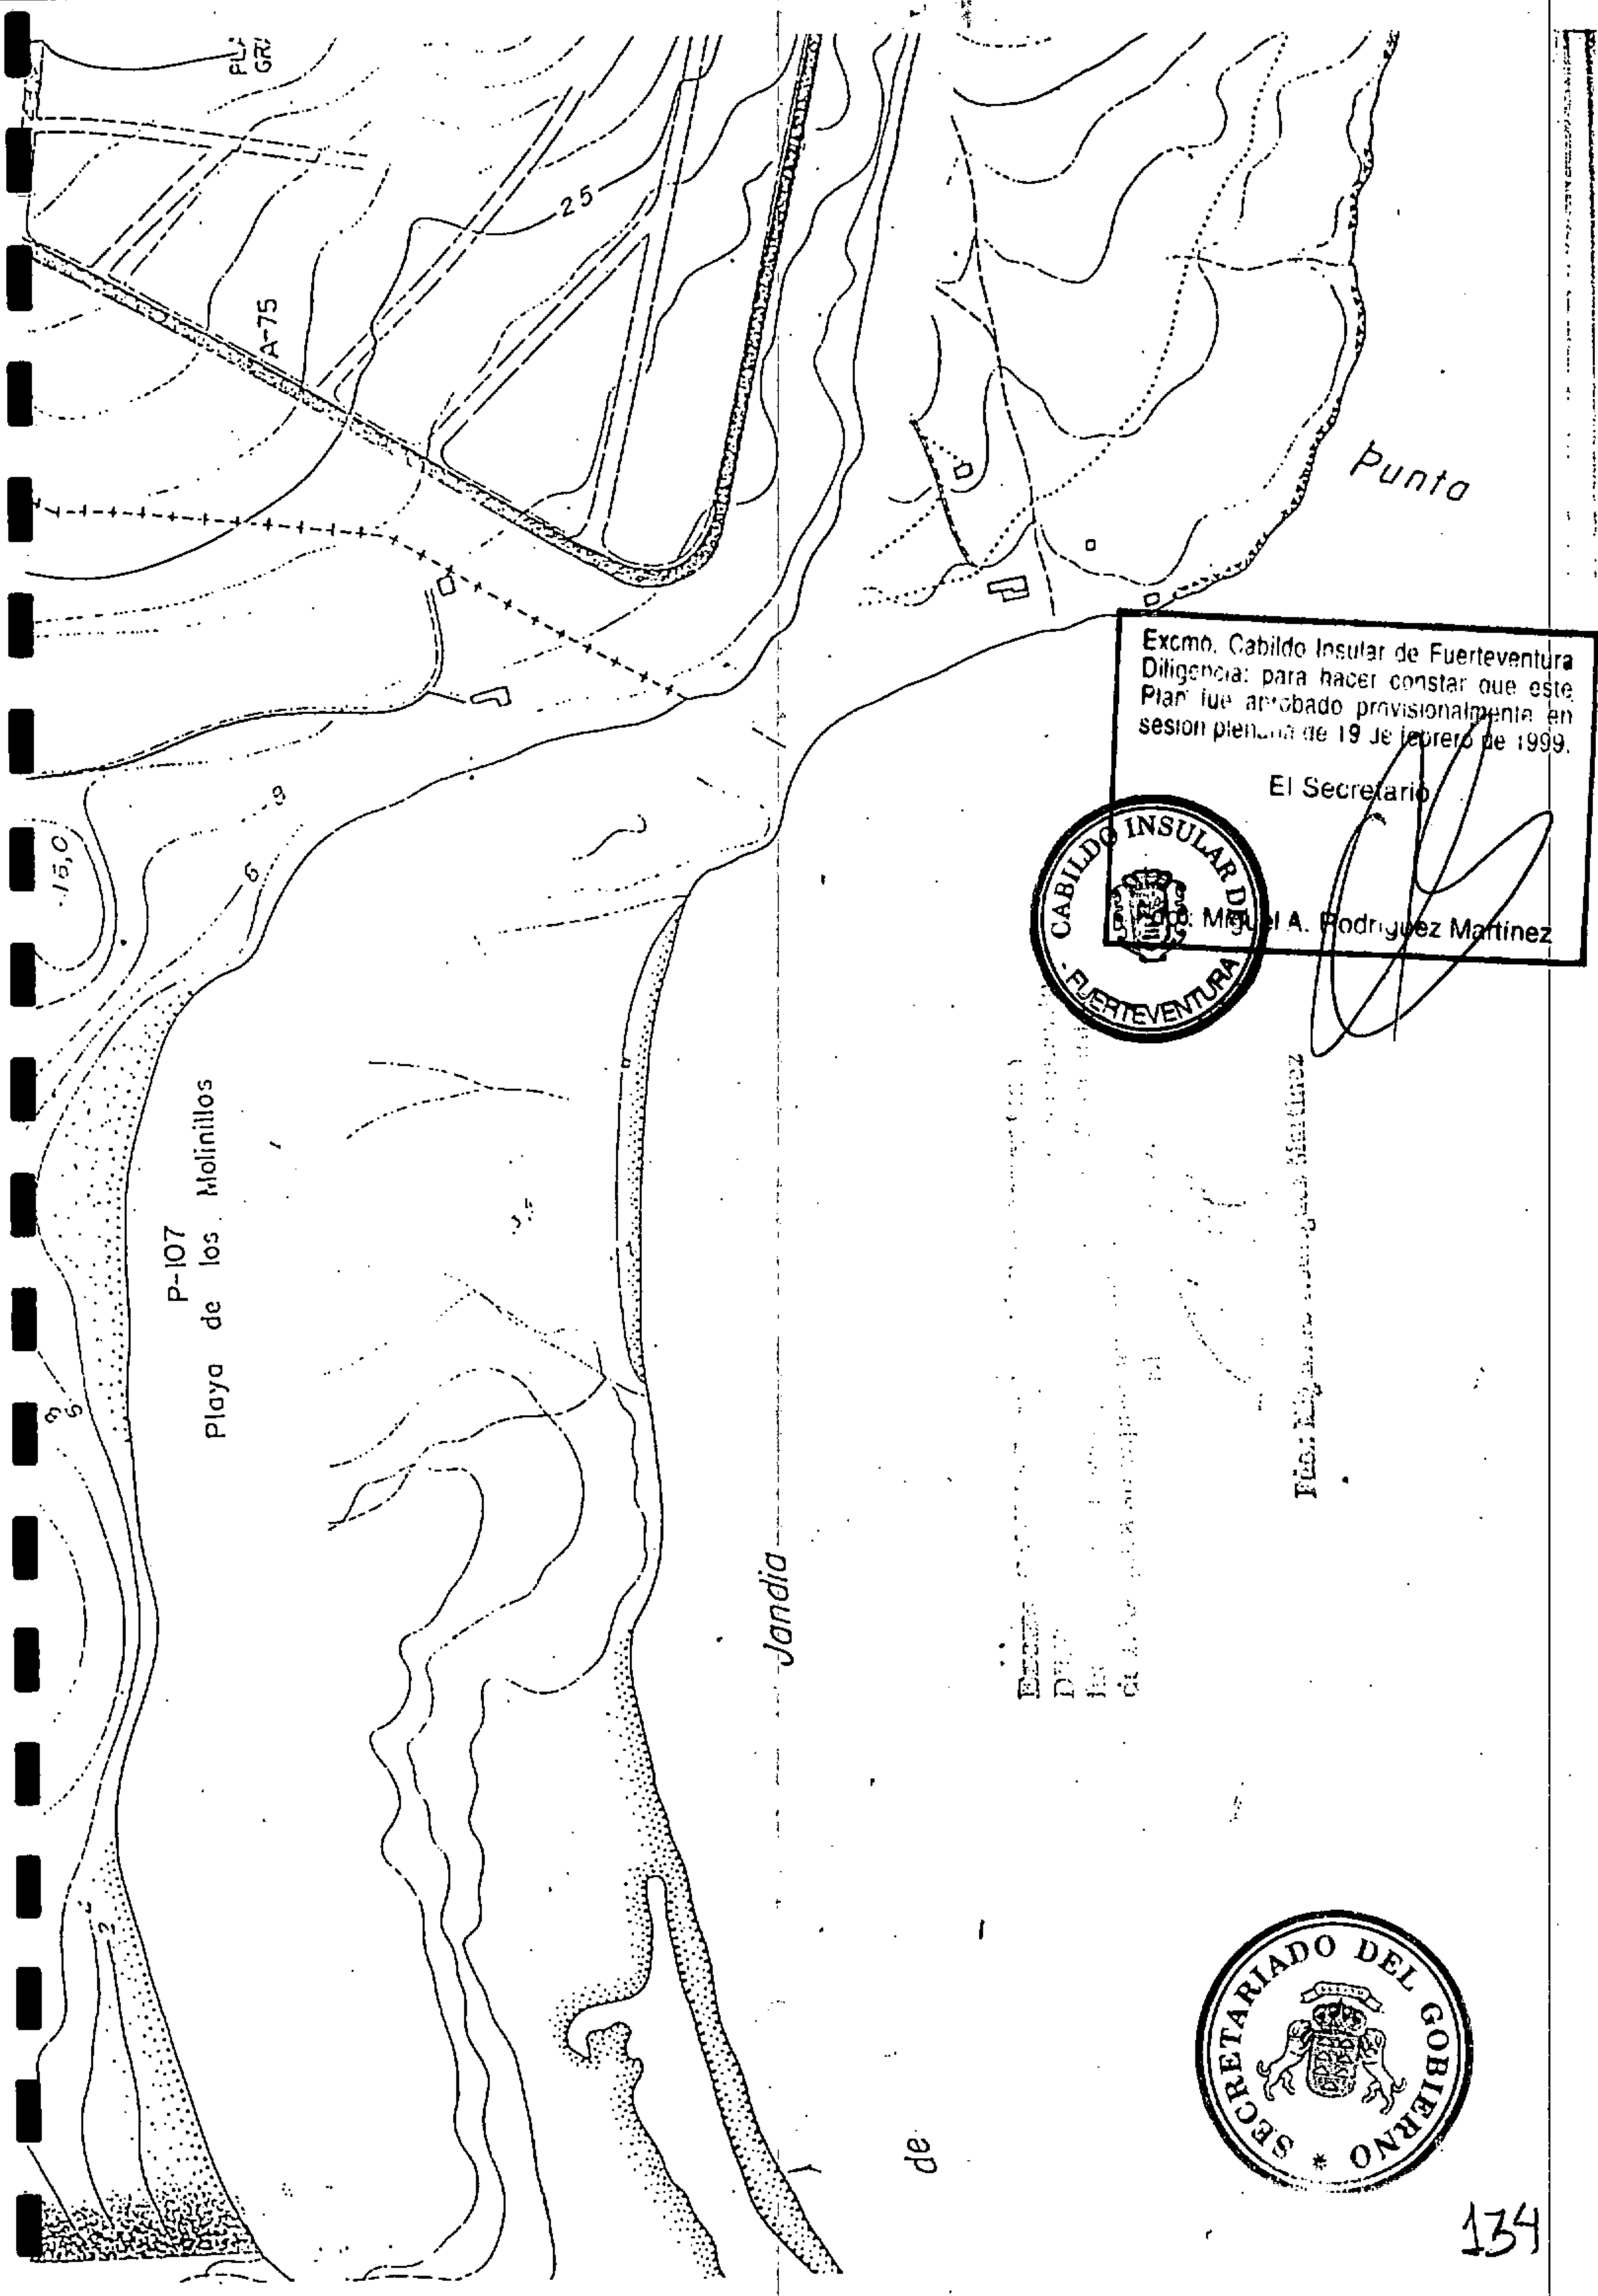 25
A-75
Punta
Excmo. Cabildo Insular de Fuerteventura
Diligencia: para hacer constar que este
Plan fue aprobado provisionalmente en
sesion plenaria de 19 de febrero de 1999.
El Secretario
Miguel A. Rodriguez Martinez
CABILDO INSULAR DE
FUERTEVENTURA
9
6
15,0
P-107
Playa de los Molinillos
Jandia
de
SECRETARIADO DEL GOBIERNO
134